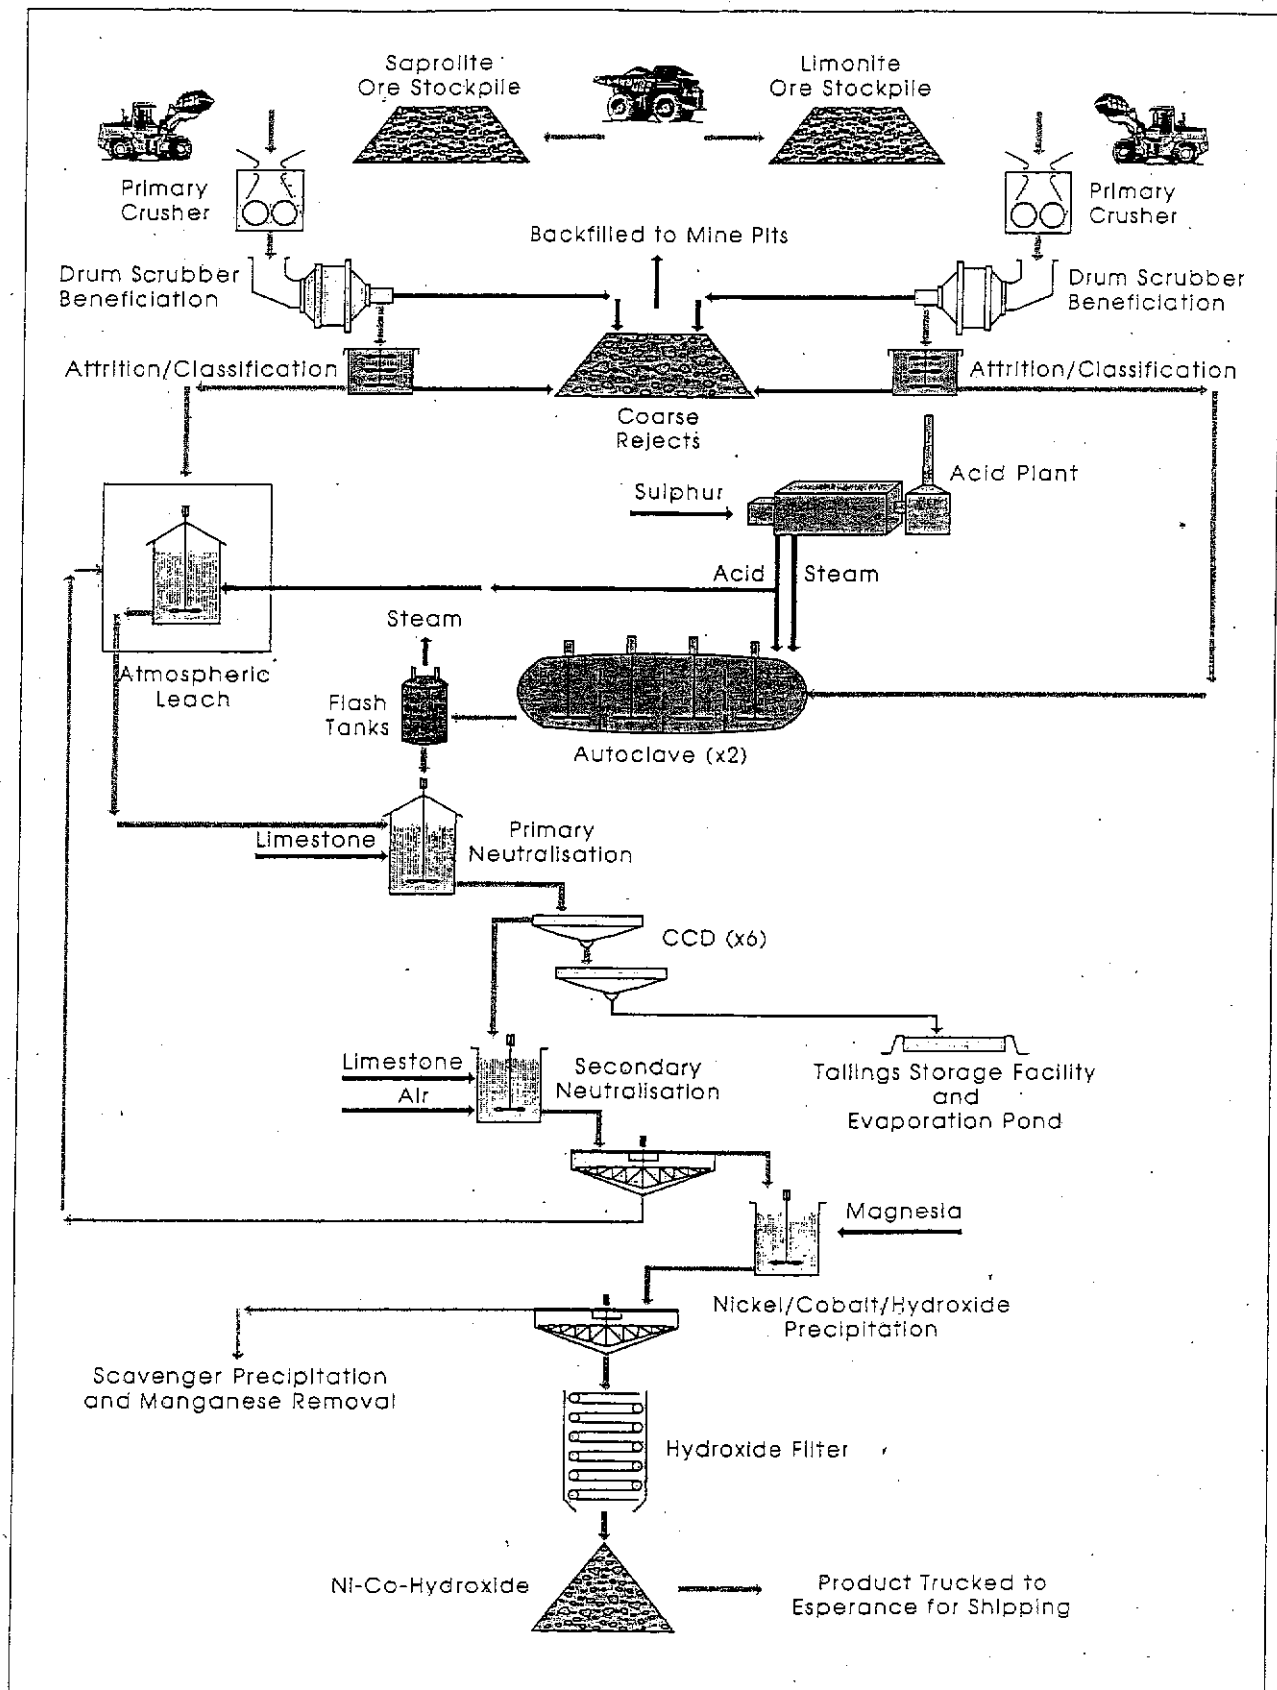 Saprolite
Ore Stockpile
Limonite
Ore Stockpile
Primary
Crusher
Primary
Crusher
Backfilled to Mine Pits
Drum Scrubber
Beneficiation
Drum Scrubber
Beneficiation
Attrition/Classification
Attrition/Classification
Coarse
Rejects
Acid Plant
Sulphur
Acid
Steam
Steam
Atmospheric
Leach
Flash
Tanks
Autoclave (x2)
Primary
Neutralisation
Limestone
CCD (x6)
Limestone
Air
Secondary
Neutralisation
Tailings Storage Facility
and
Evaporation Pond
Magnesia
Nickel/Cobalt/Hydroxide
Precipitation
Scavenger Precipitation
and Manganese Removal
Hydroxide Filter
Ni-Co-Hydroxide
Product Trucked to
Esperance for Shipping